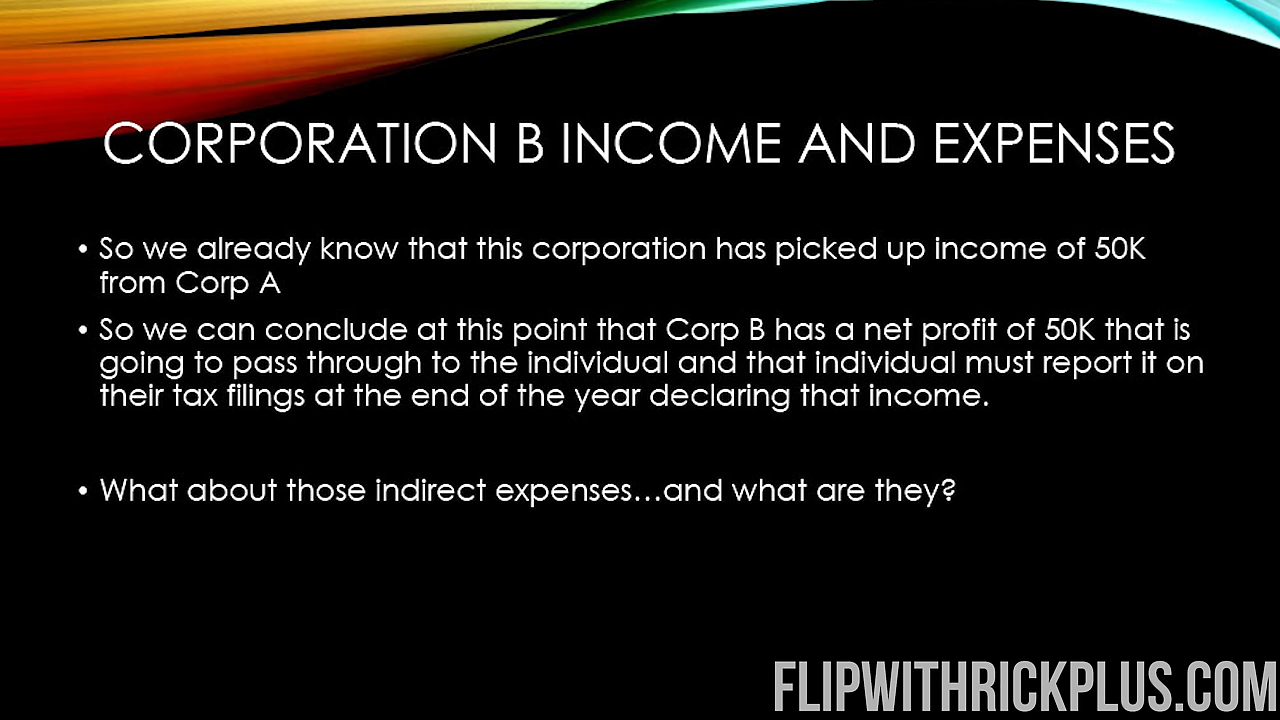 CORPORATION B INCOME AND EXPENSES
• So we already know that this corporation has picked up income of 50K
from Corp A
• So we can conclude at this point that Corp B has a net profit of 50K that is
going to pass through to the individual and that individual must report it on
their tax filings at the end of the year declaring that income.
• What about those indirect expenses…and what are they?
FLIPWITHRICKPLUS.COM